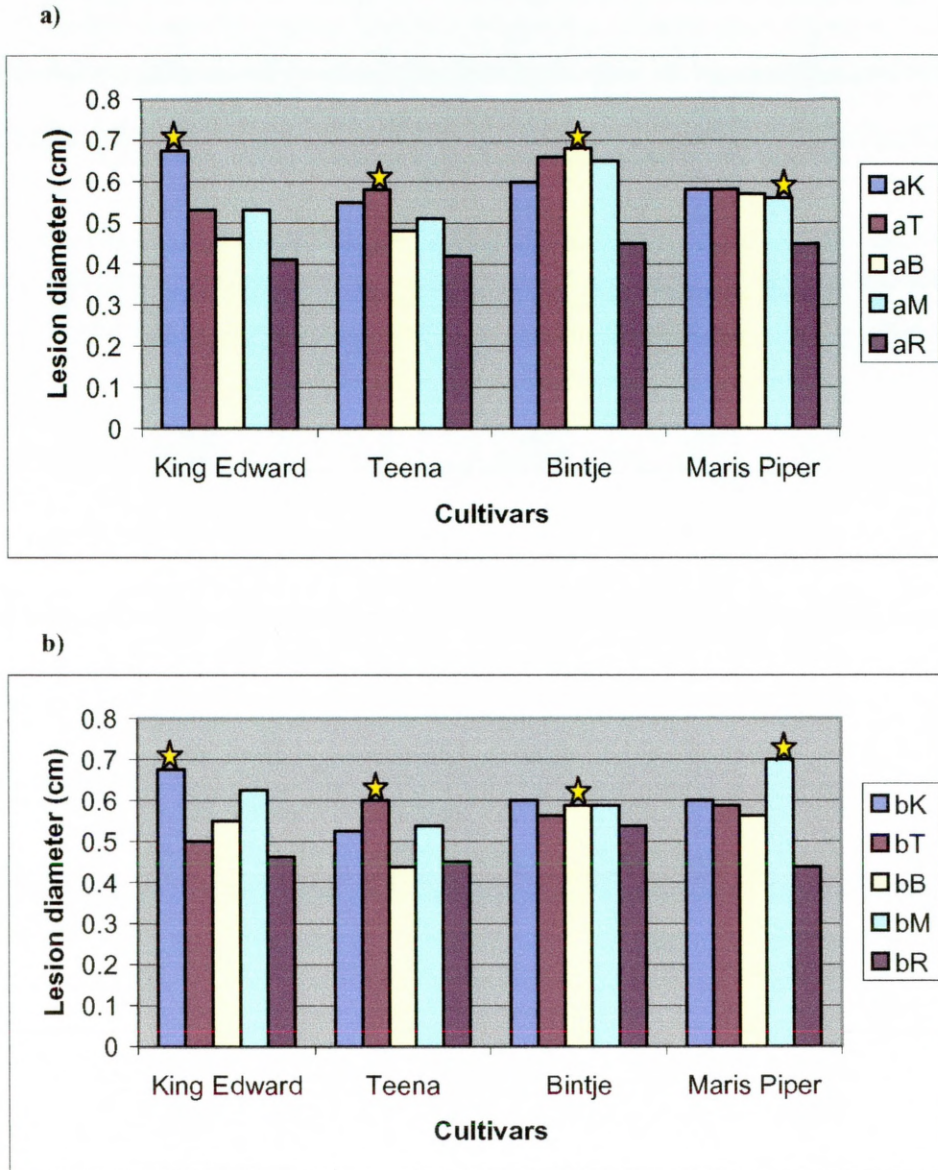 a)
Lesion diameter (cm)
0.8
0.7
0.6
0.5
0.4
0.3
0.2
0.1
0
King Edward Teena Bintje Maris Piper
Cultivars
aK
aT
aB
aM
aR
b)
Lesion diameter (cm)
0.8
0.7
0.6
0.5
0.4
0.3
0.2
0.1
0
King Edward Teena Bintje Maris Piper
Cultivars
bK
bT
bB
bM
bR